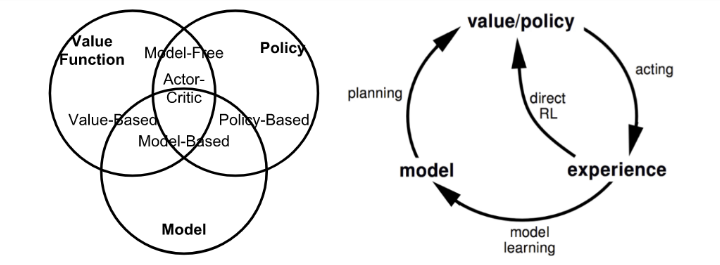 Value
Function
Model-Free
Policy
Actor-
Critic
Value-Based
Policy-Based
Model-Based
Model
value/policy
acting
planning
direct
RL
model
experience
model
learning